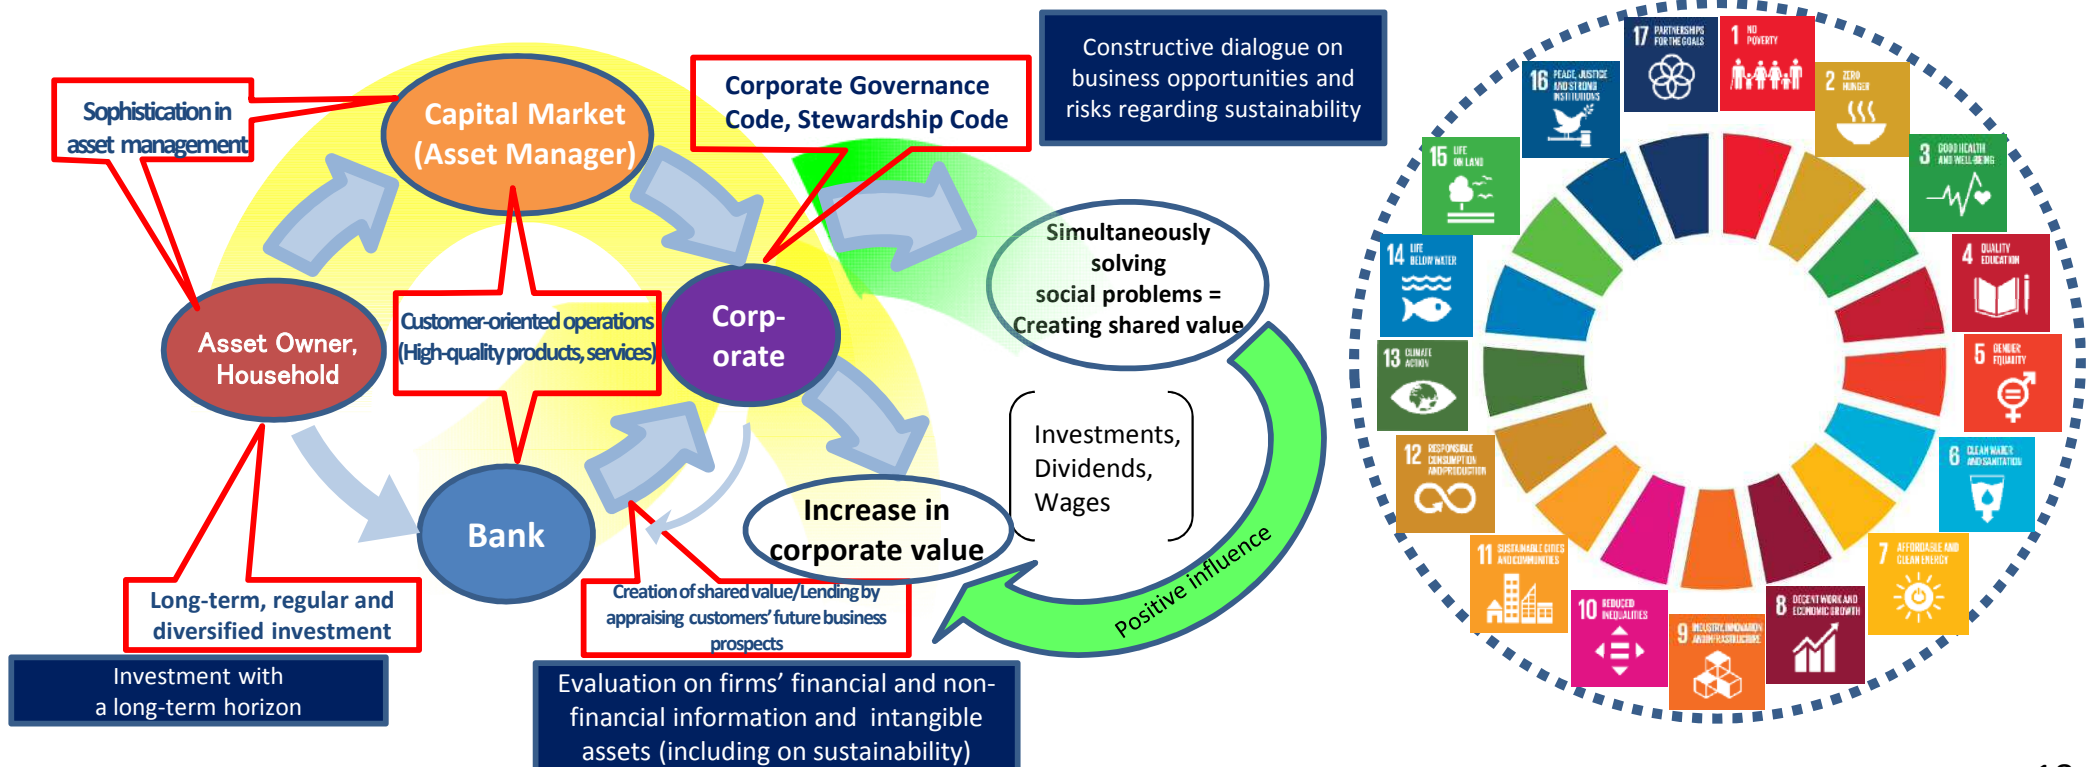 Sophistication in
asset management
Capital Market
(Asset Manager)
Corporate Governance
Code, Stewardship Code
Constructive dialogue on
business opportunities and
risks regarding sustainability
Asset Owner,
Household
Customer-oriented operations
(High-quality products, services)
Corp-
orate
Simultaneously
solving
social problems =
Creating shared value
Investments,
Dividends,
Wages
Bank
Increase in
corporate value
Positive influence
Long-term, regular and
diversified investment
Creation of shared value/Lending by
appraising customers' future business
prospects
Investment with
a long-term horizon
Evaluation on firms' financial and non-
financial information and intangible
assets (including on sustainability)
1 NO
POVERTY
2 ZERO
HUNGER
3 GOOD HEALTH
AND WELL-BEING
4 QUALITY
EDUCATION
5 GENDER
EQUALITY
6 CLEAN WATER
AND SANITATION
7 AFFORDABLE AND
CLEAN ENERGY
8 DECENT WORK AND
ECONOMIC GROWTH
9 INDUSTRY, INNOVATION
AND INFRASTRUCTURE
10 REDUCED
INEQUALITIES
11 SUSTAINABLE CITIES
AND COMMUNITIES
12 RESPONSIBLE
CONSUMPTION
AND PRODUCTION
13 CLIMATE
ACTION
14 LIFE
BELOW WATER
15 LIFE
ON LAND
16 PEACE, JUSTICE
AND STRONG
INSTITUTIONS
17 PARTNERSHIPS
FOR THE GOALS